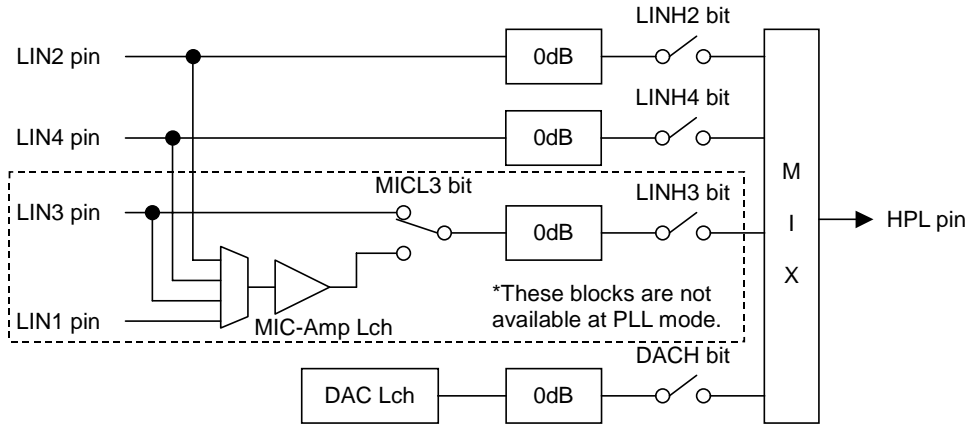 LINH2 bit
LIN2 pin
0dB
LINH4 bit
LIN4 pin
0dB
M
I
X
MICL3 bit
LINH3 bit
LIN3 pin
0dB
HPL pin
*These blocks are not
available at PLL mode.
LIN1 pin
MIC-Amp Lch
DACH bit
DAC Lch
0dB